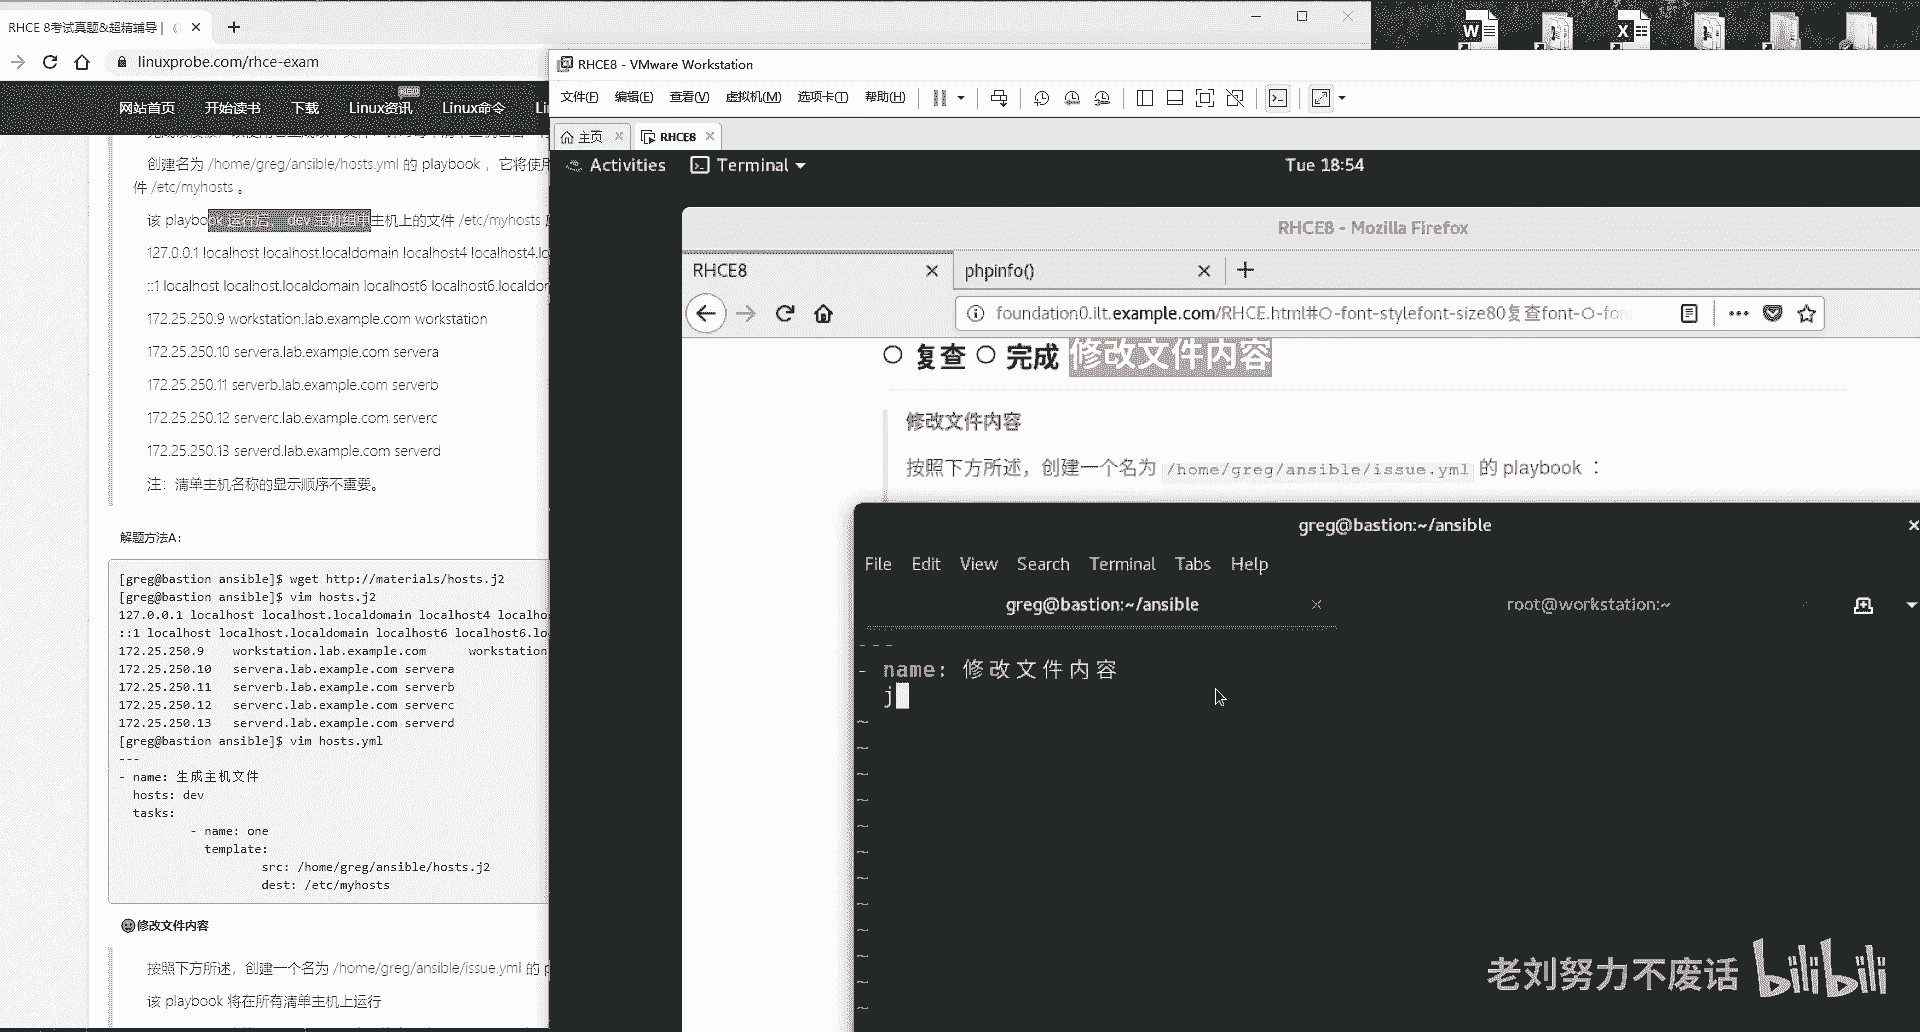 RHCE 8考试真题&超精辅导 |
linuxprobe.com/rhce-exam
网站首页 开始读书 下载 Linux资讯 Linux命令
创建名为 /home/greg/ansible/hosts.yml 的 playbook ，它将使用
件 /etc/myhosts 。
该 playbook 运行后， dev 主机组中主机上的文件 /etc/myhosts
127.0.0.1 localhost localhost.localdomain localhost4 localhost4.lo
::1 localhost localhost.localdomain localhost6 localhost6.localdor
172.25.250.9 workstation.lab.example.com workstation
172.25.250.10 servera.lab.example.com servera
172.25.250.11 serverb.lab.example.com serverb
172.25.250.12 serverc.lab.example.com serverc
172.25.250.13 serverd.lab.example.com serverd
注：清单主机名称的显示顺序不重要。
解题方法A:
[greg@bastion ansible]$ wget http://materials/hosts.j2
[greg@bastion ansible]$ vim hosts.j2
127.0.0.1 localhost localhost.localdomain localhost4 localho
::1 localhost localhost.localdomain localhost6 localhost6.lo
172.25.250.9 workstation.lab.example.com workstation
172.25.250.10 servera.lab.example.com servera
172.25.250.11 serverb.lab.example.com serverb
172.25.250.12 serverc.lab.example.com serverc
172.25.250.13 serverd.lab.example.com serverd
[greg@bastion ansible]$ vim hosts.yml
---
- name: 生成主机文件
hosts: dev
tasks:
- name: one
template:
src: /home/greg/ansible/hosts.j2
dest: /etc/myhosts
修改文件内容
按照下方所述，创建一个名为 /home/greg/ansible/issue.yml 的 p
该 playbook 将在所有清单主机上运行
RHCE8 - VMware Workstation
文件(F) 编辑(E) 查看(V) 虚拟机(M) 选项卡(T) 帮助(H)
主页 RHCE8
Activities Terminal Tue 18:54
RHCE8 - Mozilla Firefox
RHCE8 phpinfo()
foundation0.ilt.example.com/RHCE.html#○-font-stylefont-size80复查font-○-fon
○ 复查 ○ 完成 修改文件内容
修改文件内容
按照下方所述，创建一个名为 /home/greg/ansible/issue.yml 的 playbook ：
greg@bastion:~/ansible
File Edit View Search Terminal Tabs Help
greg@bastion:~/ansible root@workstation:~
---
- name: 修改文件内容
j
~
~
~
~
~
~
~
~
~
~
~
~
老刘努力不废话 bilibili